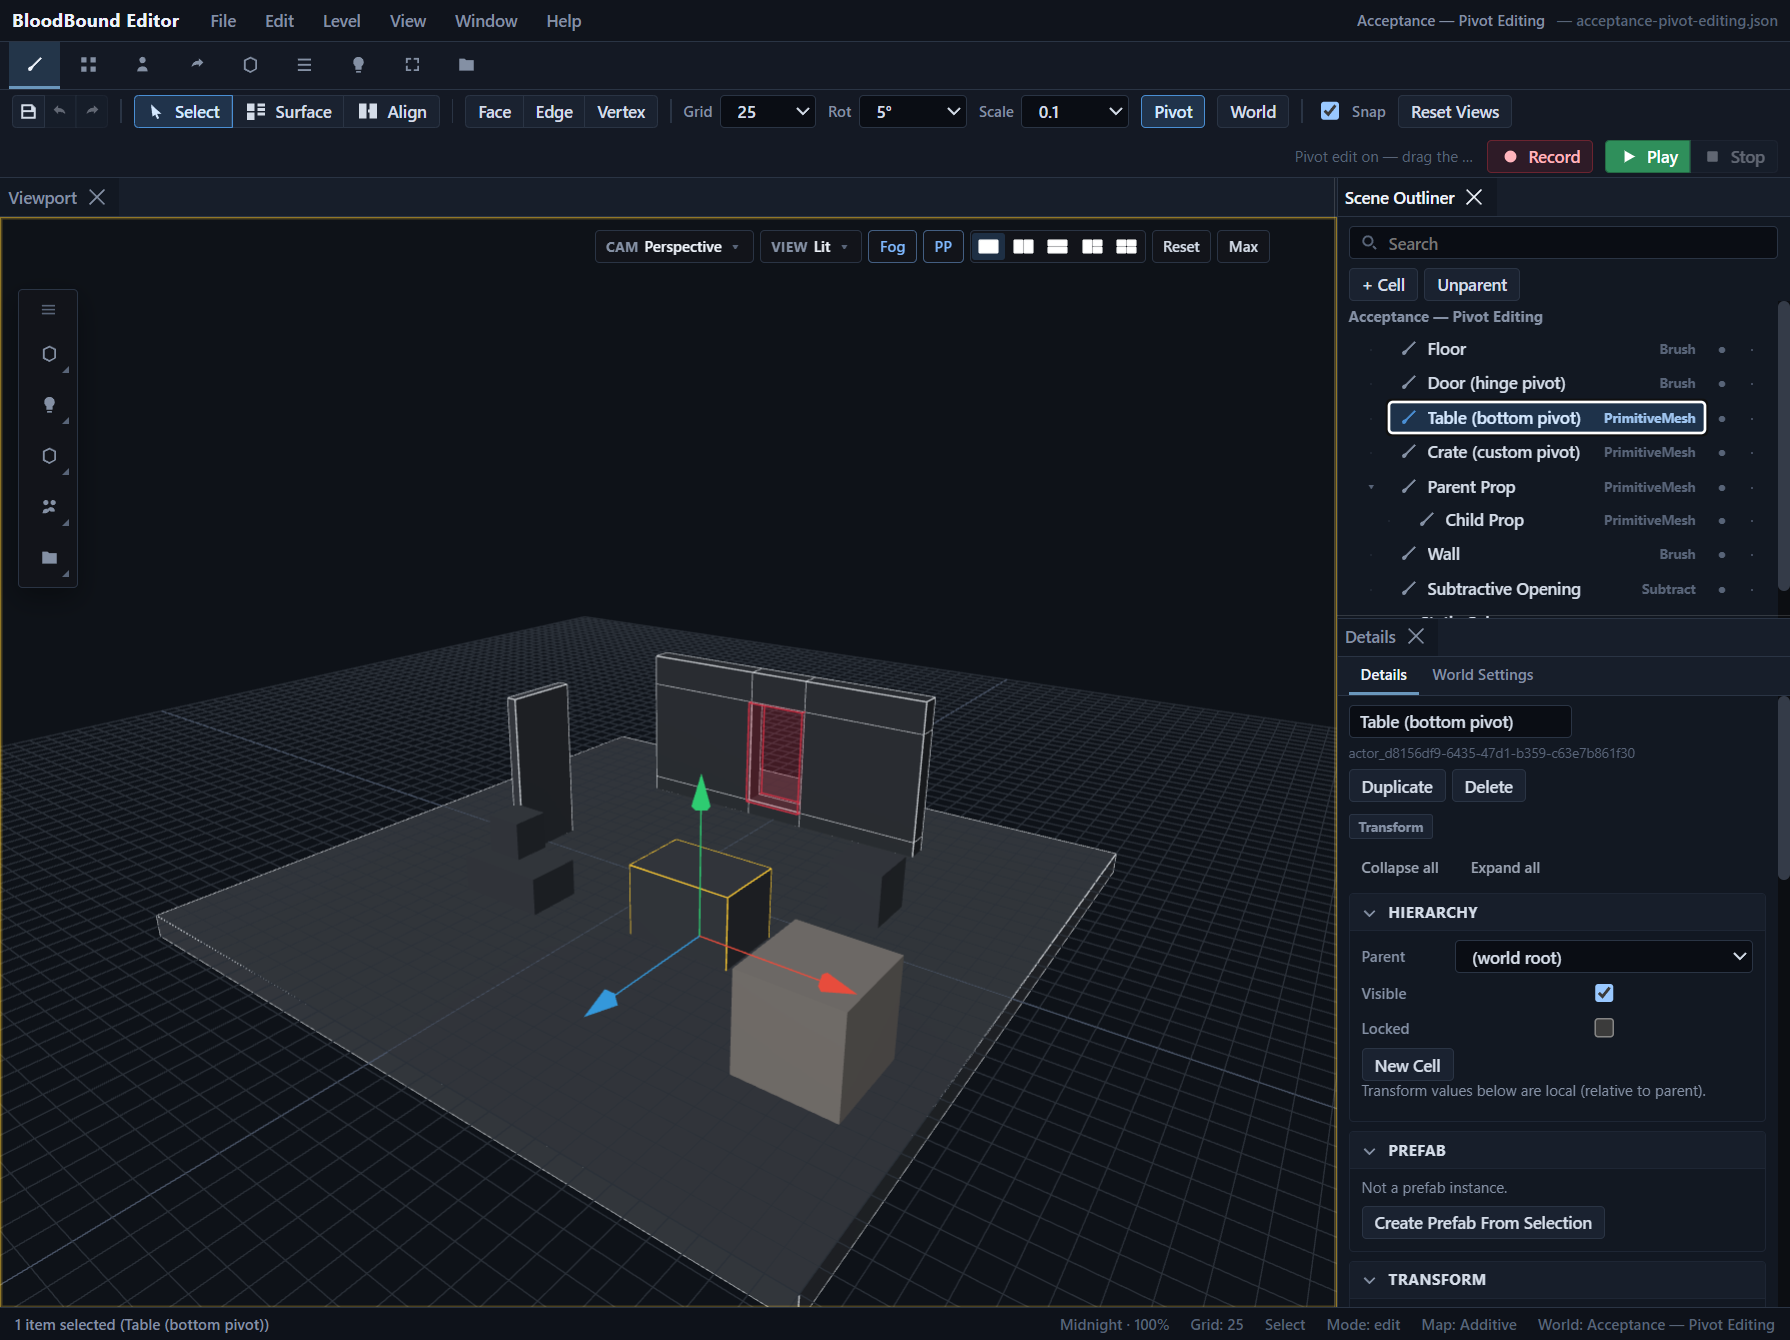 BloodBound Editor File Edit Level View Window Help Acceptance — Pivot Editing — acceptance-pivot-editing.json
Select Surface Align Face Edge Vertex Grid 25 Rot 5° Scale 0.1 Pivot World Snap Reset Views
Pivot edit on — drag the ... Record Play Stop
Viewport
CAM Perspective VIEW Lit Fog PP Reset Max
Scene Outliner
Search
+ Cell Unparent
Acceptance — Pivot Editing
Floor Brush
Door (hinge pivot) Brush
Table (bottom pivot) PrimitiveMesh
Crate (custom pivot) PrimitiveMesh
Parent Prop PrimitiveMesh
Child Prop PrimitiveMesh
Wall Brush
Subtractive Opening Subtract
Details
Details World Settings
Table (bottom pivot)
actor_d8156df9-6435-47d1-b359-c63e7b861f30
Duplicate Delete
Transform
Collapse all Expand all
HIERARCHY
Parent (world root)
Visible
Locked
New Cell
Transform values below are local (relative to parent).
PREFAB
Not a prefab instance.
Create Prefab From Selection
TRANSFORM
1 item selected (Table (bottom pivot)) Midnight · 100% Grid: 25 Select Mode: edit Map: Additive World: Acceptance — Pivot Editing